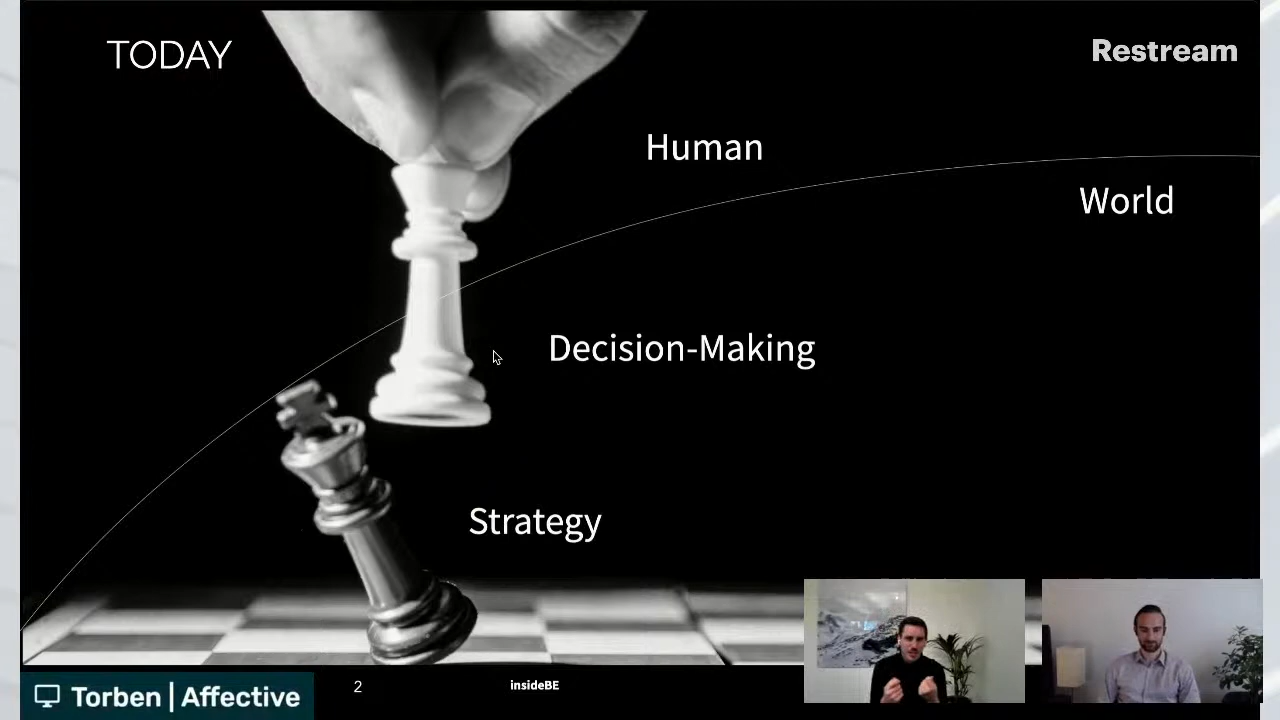 TODAY
Restream
Human
World
Decision-Making
Strategy
Torben | Affective
2
insideBE